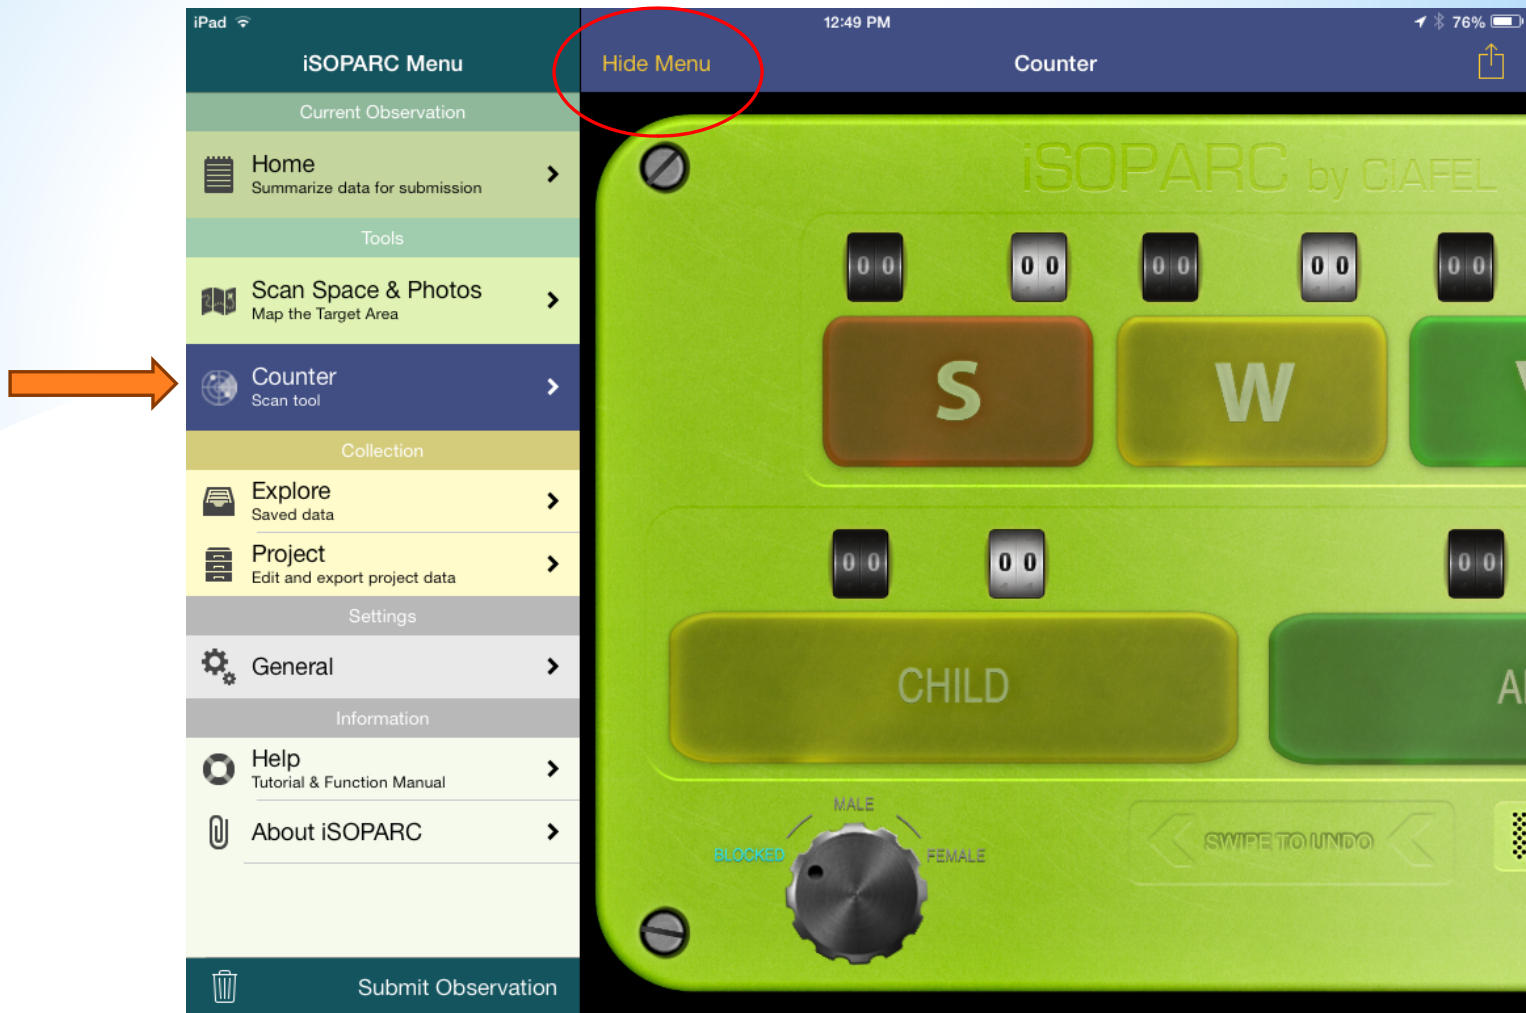 iPad
12:49 PM
76%
iSOPARC Menu
Hide Menu
Counter
Current Observation
Home
Summarize data for submission
Tools
Scan Space & Photos
Map the Target Area
Counter
Scan tool
Collection
Explore
Saved data
Project
Edit and export project data
Settings
General
Information
Help
Tutorial & Function Manual
About iSOPARC
Submit Observation
iSOPARC by CIAFEL
0 0
0 0
0 0
0 0
0 0
S
W
0 0
0 0
0 0
CHILD
MALE
BLOCKED
FEMALE
SWIPE TO UNDO